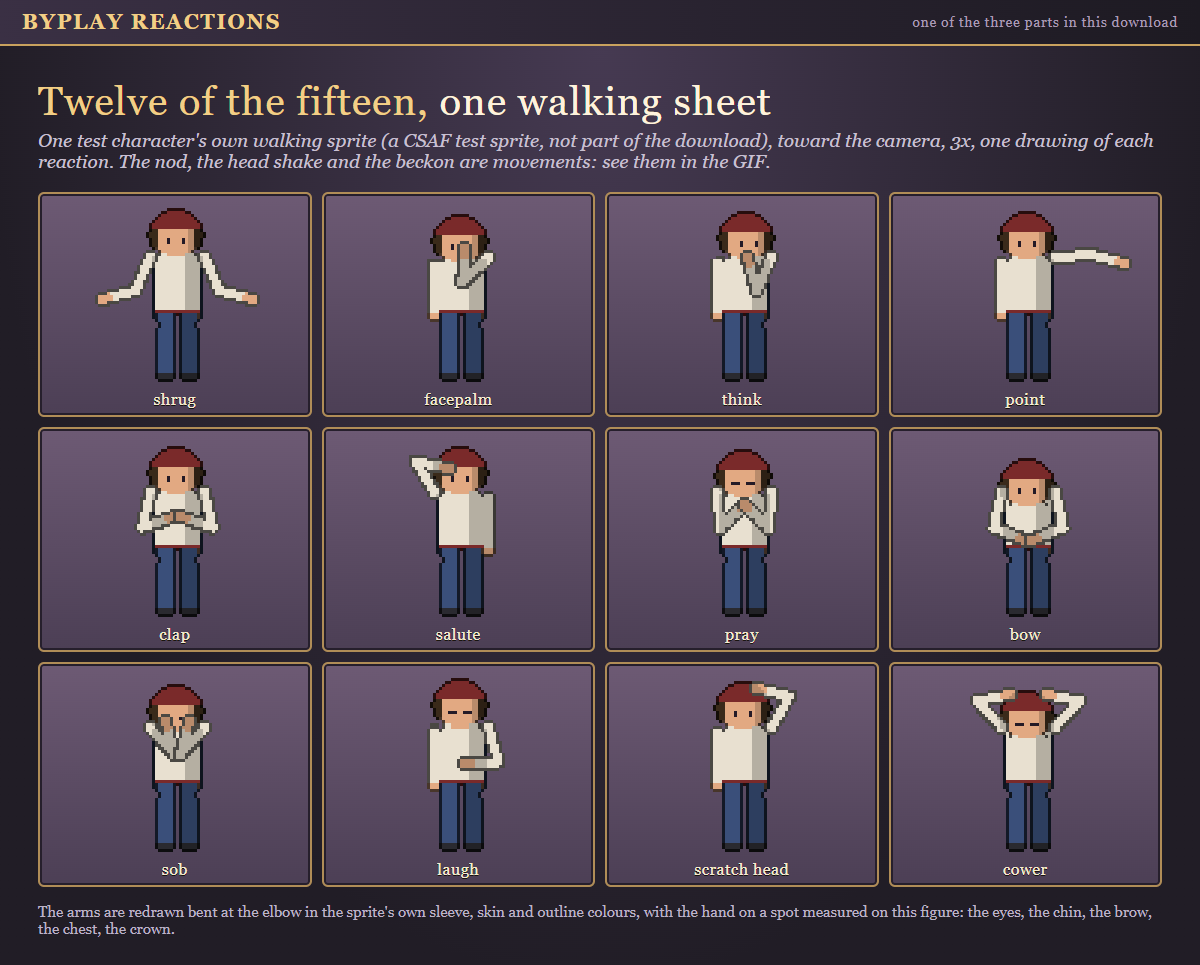 BYPLAY REACTIONS
one of the three parts in this download
Twelve of the fifteen, one walking sheet
One test character's own walking sprite (a CSAF test sprite, not part of the download), toward the camera, 3x, one drawing of each
reaction. The nod, the head shake and the beckon are movements: see them in the GIF.
shrug
facepalm
think
point
clap
salute
pray
bow
sob
laugh
scratch head
cower
The arms are redrawn bent at the elbow in the sprite's own sleeve, skin and outline colours, with the hand on a spot measured on this figure: the eyes, the chin, the brow,
the chest, the crown.